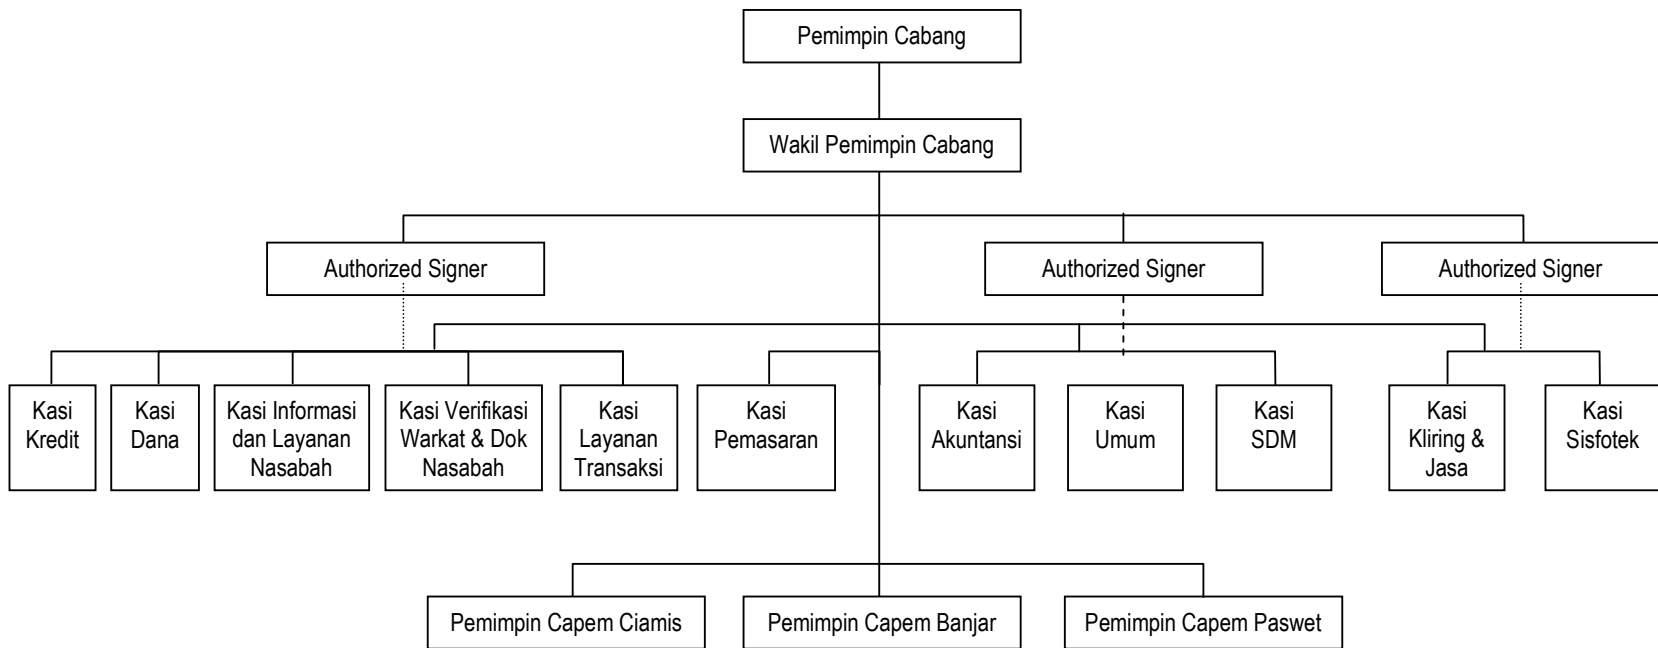 Pemimpin Cabang
Wakil Pemimpin Cabang
Authorized Signer
Authorized Signer
Authorized Signer
Kasi
Kredit
Kasi
Dana
Kasi Informasi
dan Layanan
Nasabah
Kasi Verifikasi
Warkat & Dok
Nasabah
Kasi
Layanan
Transaksi
Kasi
Pemasaran
Kasi
Akuntansi
Kasi
Umum
Kasi
SDM
Kasi
Kliring &
Jasa
Kasi
Sisfotek
Pemimpin Capem Ciamis
Pemimpin Capem Banjar
Pemimpin Capem Paswet